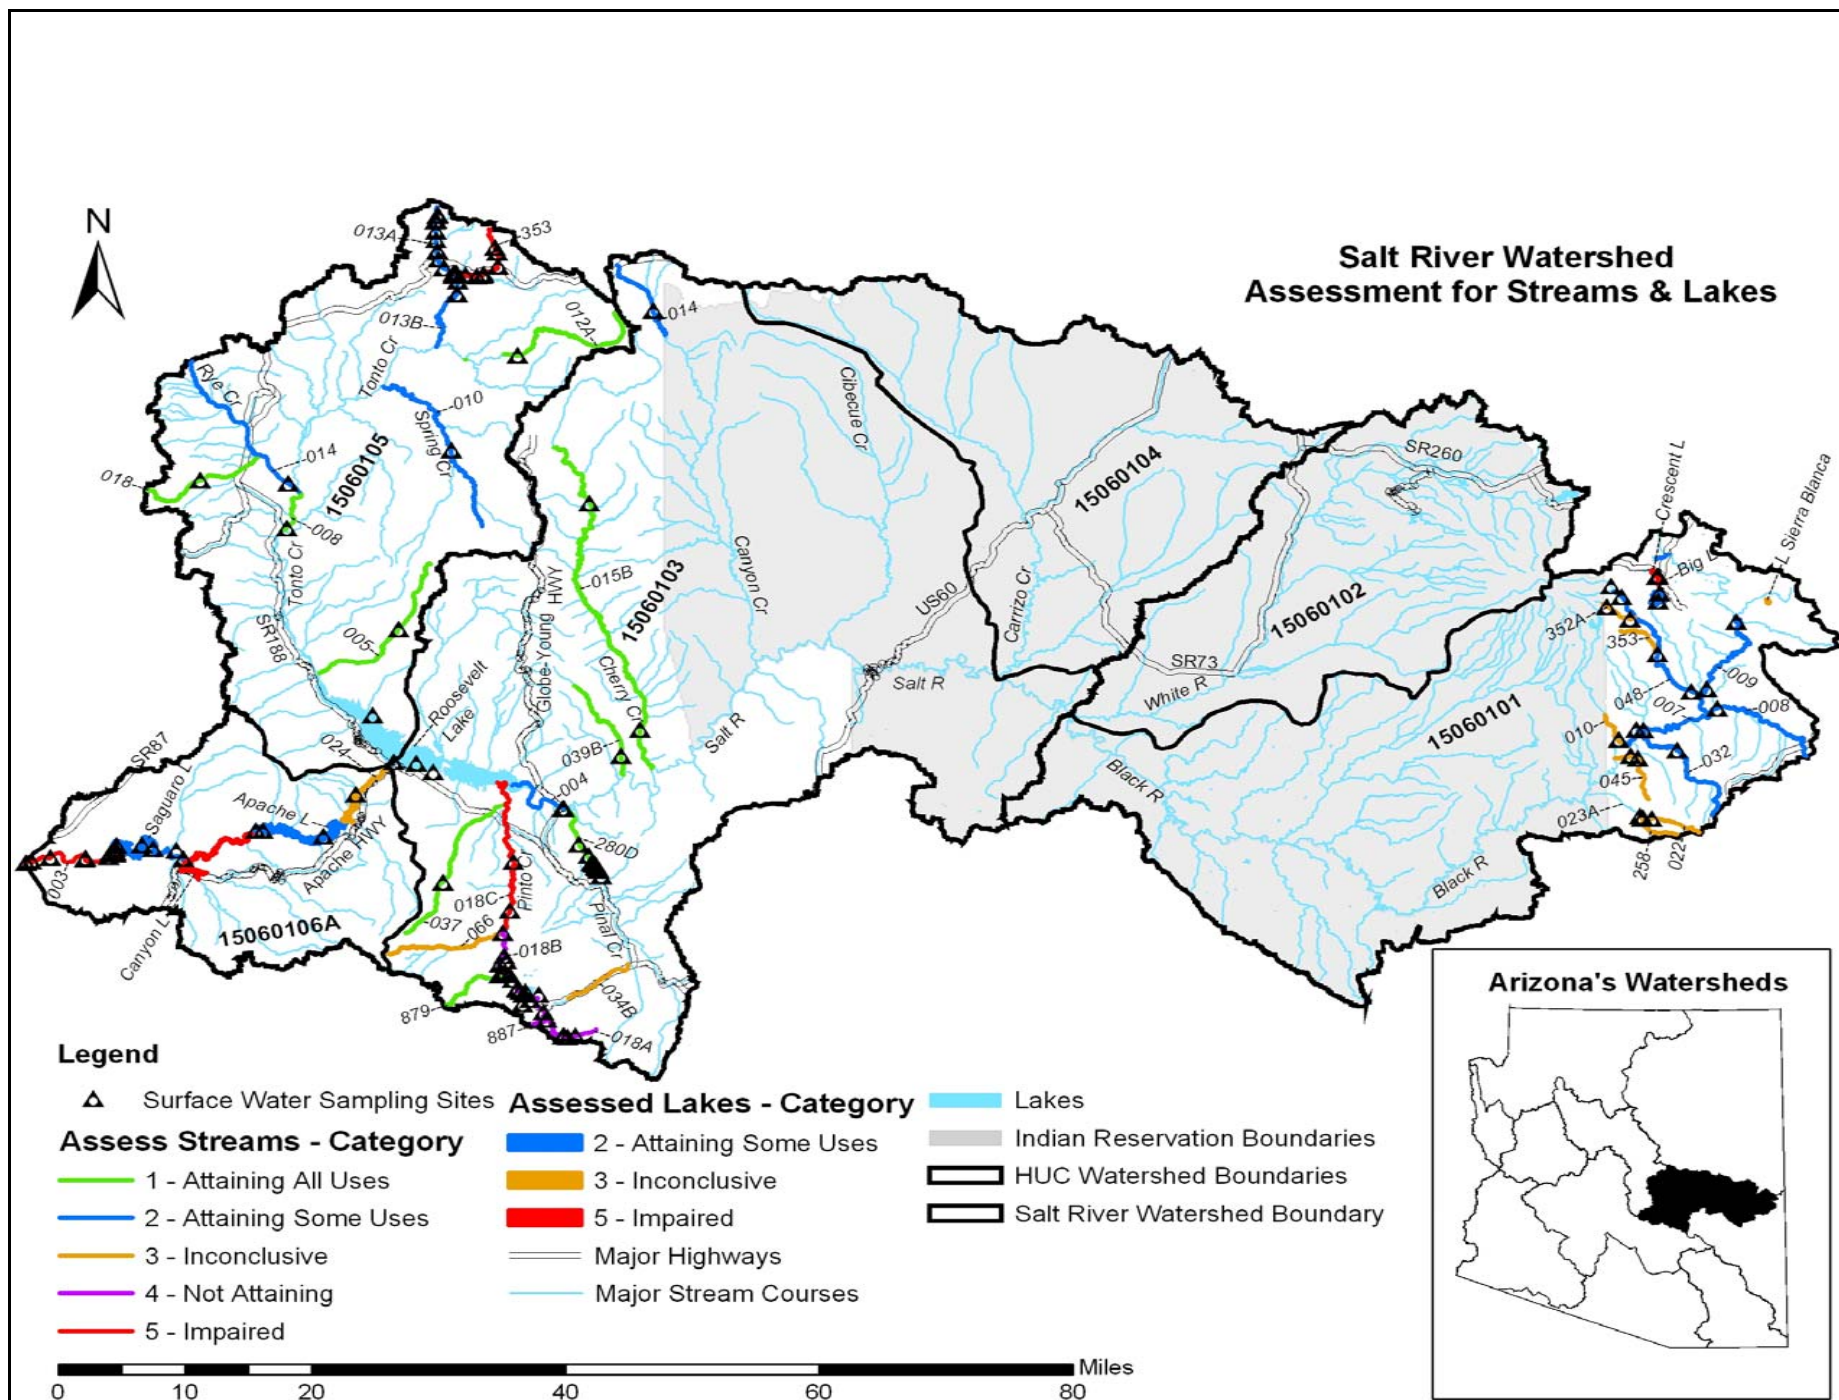 Salt River Watershed
Assessment for Streams & Lakes
N
013A
353
013B
012A
014
Tonto Cr
Rye Cr
010
Spring Cr
014
15060105
018
008
Tonto Cr
SR188
005
Globe-Young HWY
015B
15060103
Cherry Cr
Canyon Cr
Cibecue Cr
15060104
US60
Carrizo Cr
SR260
15060102
SR73
White R
Salt R
Salt R
Black R
15060101
Black R
Crescent L
Big L
L Sierra Blanca
352A
353
009
048
007
008
010
032
045
023A
258
022
Roosevelt
Lake
024
039B
004
280D
SR87
Saguaro L
Apache L
Apache HWY
003
Canyon L
15060106A
037
018C
066
Pinto Cr
018B
Pinal Cr
034B
879
887
018A
Legend
Surface Water Sampling Sites
Assess Streams - Category
1 - Attaining All Uses
2 - Attaining Some Uses
3 - Inconclusive
4 - Not Attaining
5 - Impaired
Assessed Lakes - Category
2 - Attaining Some Uses
3 - Inconclusive
5 - Impaired
Major Highways
Major Stream Courses
Lakes
Indian Reservation Boundaries
HUC Watershed Boundaries
Salt River Watershed Boundary
Arizona's Watersheds
Miles
0 10 20 40 60 80